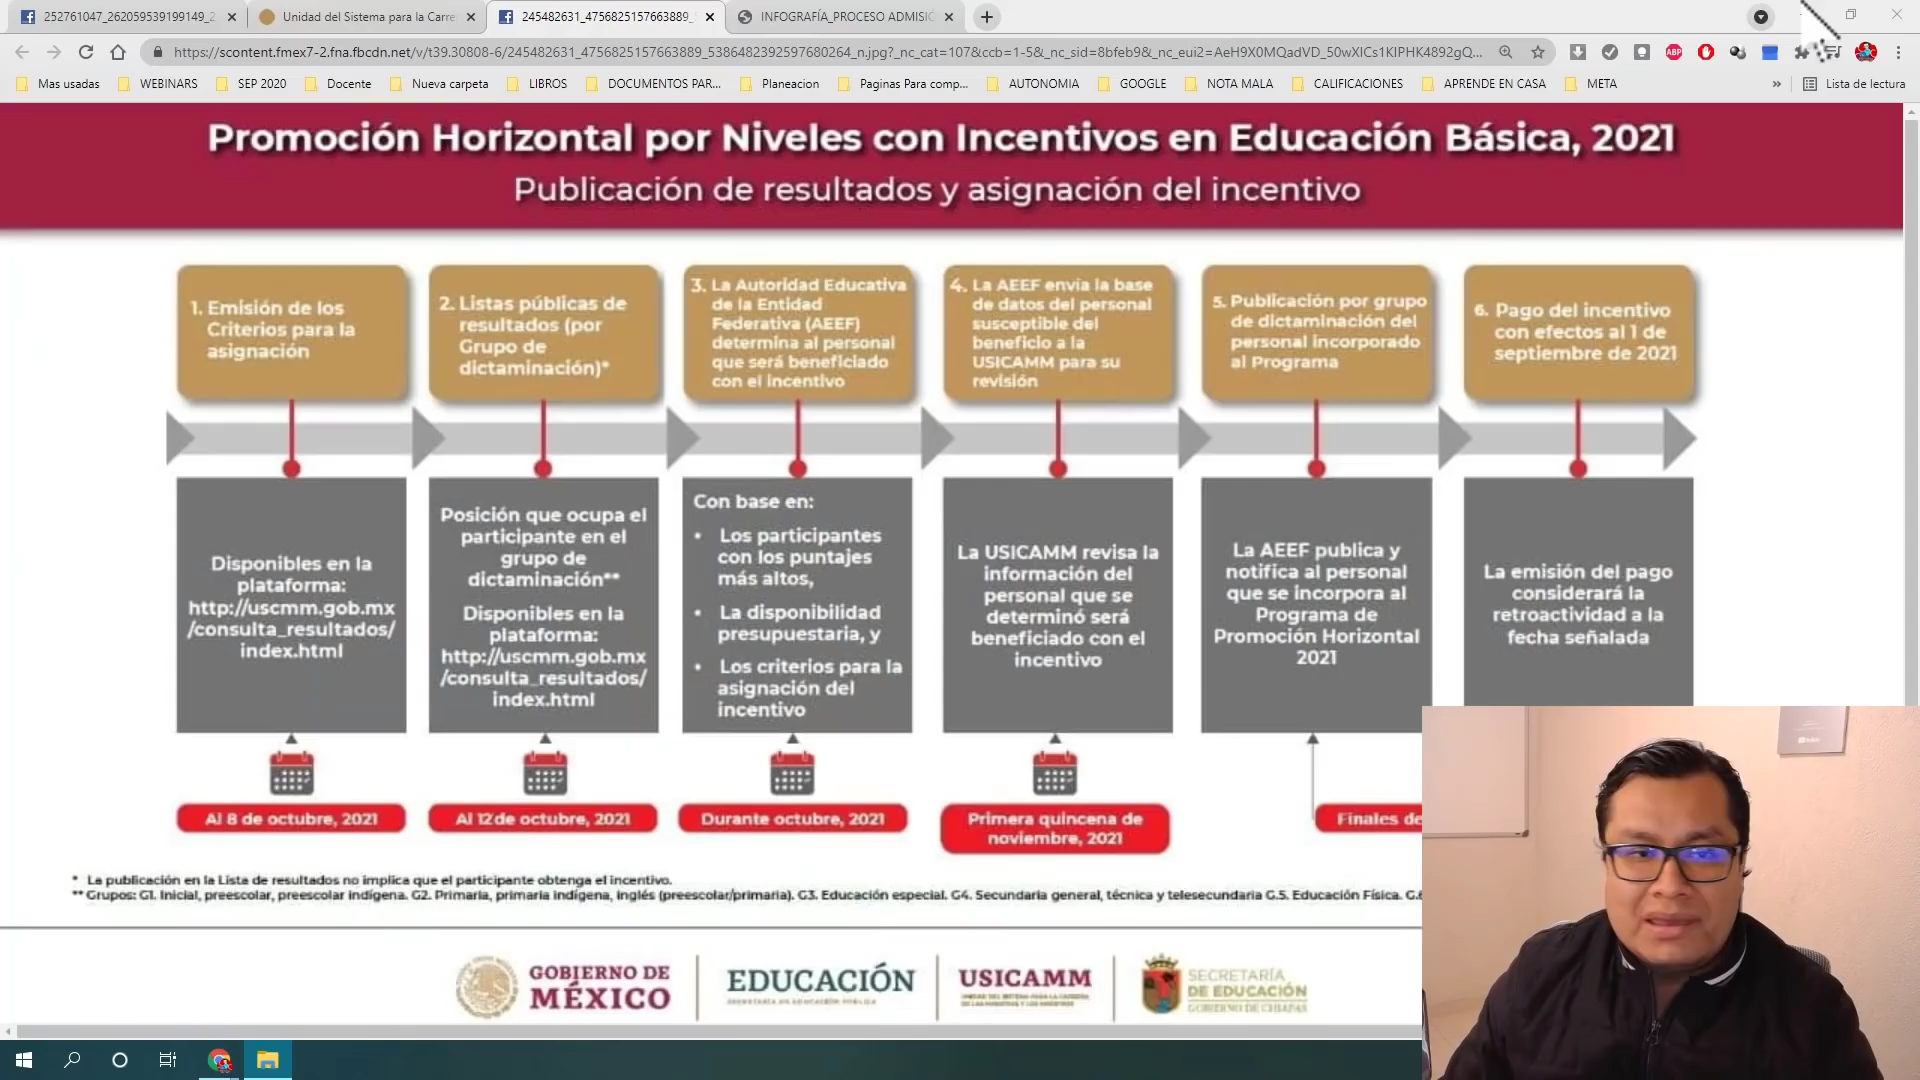 252761047_262059539199149_2
Unidad del Sistema para la Carre
245482631_4756825157663889_
INFOGRAFÍA_PROCESO ADMISI
https://scontent.fmex7-2.fna.fbcdn.net/v/t39.30808-6/245482631_4756825157663889_5386482392597680264_n.jpg?_nc_cat=107&ccb=1-5&_nc_sid=8bfeb9&_nc_eui2=AeH9X0MQadVD_50wXICs1KIPHK4892gQ...
ABP
Mas usadas
WEBINARS
SEP 2020
Docente
Nueva carpeta
LIBROS
DOCUMENTOS PAR...
Planeacion
Paginas Para comp...
AUTONOMIA
GOOGLE
NOTA MALA
CALIFICACIONES
APRENDE EN CASA
META
»
Lista de lectura
Promoción Horizontal por Niveles con Incentivos en Educación Básica, 2021
Publicación de resultados y asignación del incentivo
1. Emisión de los
Criterios para la
asignación
2. Listas públicas de
resultados (por
Grupo de
dictaminación)*
3. La Autoridad Educativa
de la Entidad
Federativa (AEEF)
determina al personal
que será beneficiado
con el incentivo
4. La AEEF envía la base
de datos del personal
susceptible del
beneficio a la
USICAMM para su
revisión
5. Publicación por grupo
de dictaminación del
personal incorporado
al Programa
6. Pago del incentivo
con efectos al 1 de
septiembre de 2021
Disponibles en la
plataforma:
http://uscmm.gob.mx
/consulta_resultados/
index.html
Posición que ocupa el
participante en el
grupo de
dictaminación**
Disponibles en la
plataforma:
http://uscmm.gob.mx
/consulta_resultados/
index.html
Con base en:
• Los participantes
con los puntajes
más altos,
• La disponibilidad
presupuestaria, y
• Los criterios para la
asignación del
incentivo
La USICAMM revisa la
información del
personal que se
determinó será
beneficiado con el
incentivo
La AEEF publica y
notifica al personal
que se incorpora al
Programa de
Promoción Horizontal
2021
La emisión del pago
considerará la
retroactividad a la
fecha señalada
Al 8 de octubre, 2021
Al 12 de octubre, 2021
Durante octubre, 2021
Primera quincena de
noviembre, 2021
Finales de
* La publicación en la Lista de resultados no implica que el participante obtenga el incentivo.
** Grupos: G1. Inicial, preescolar, preescolar indígena. G2. Primaria, primaria indígena, inglés (preescolar/primaria). G3. Educación especial. G4. Secundaria general, técnica y telesecundaria G.5. Educación Física. G.6
GOBIERNO DE
MÉXICO
EDUCACIÓN
SECRETARÍA DE EDUCACIÓN PÚBLICA
USICAMM
UNIDAD DEL SISTEMA PARA LA CARRERA
DE LAS MAESTRAS Y LOS MAESTROS
SECRETARÍA
DE EDUCACIÓN
GOBIERNO DE CHIAPAS